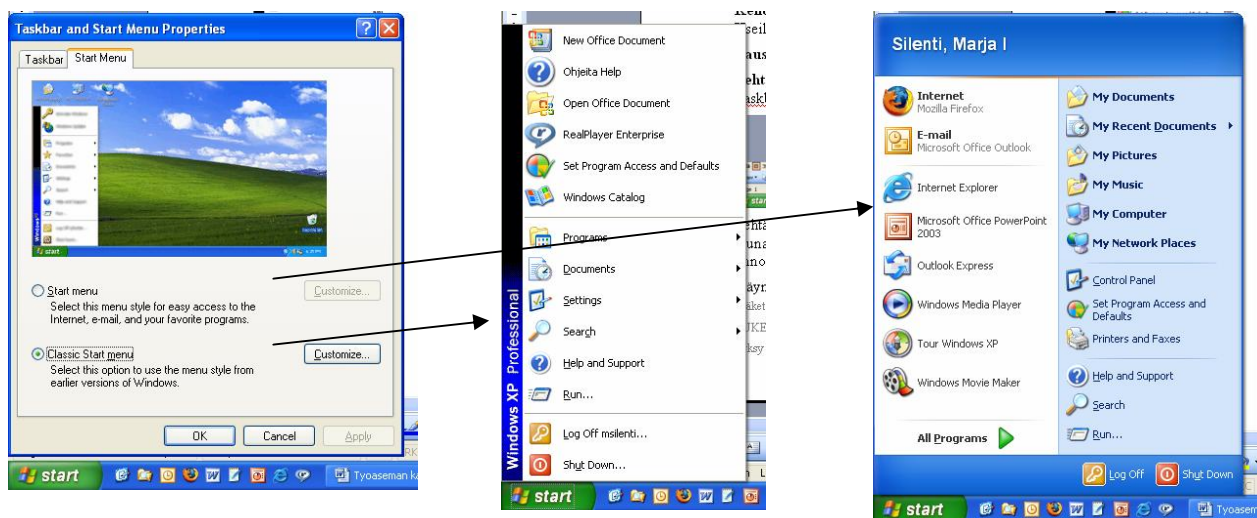 Taskbar and Start Menu Properties
Taskbar
Start Menu
start
Start menu
Customize...
Select this menu style for easy access to the
Internet, e-mail, and your favorite programs.
Classic Start menu
Customize...
Select this option to use the menu style from
earlier versions of Windows.
OK
Cancel
Apply
start
Tyoaseman
New Office Document
Ohjeita Help
Open Office Document
RealPlayer Enterprise
Set Program Access and Defaults
Windows Catalog
Programs
Documents
Settings
Search
Help and Support
Run...
Log Off msilenti...
Shut Down...
Windows XP Professional
start
Silenti, Marja I
Internet
Mozilla Firefox
E-mail
Microsoft Office Outlook
Internet Explorer
Microsoft Office PowerPoint
2003
Outlook Express
Windows Media Player
Tour Windows XP
Windows Movie Maker
All Programs
My Documents
My Recent Documents
My Pictures
My Music
My Computer
My Network Places
Control Panel
Set Program Access and
Defaults
Printers and Faxes
Help and Support
Search
Run...
Log Off
Shut Down
start
Tyoasem